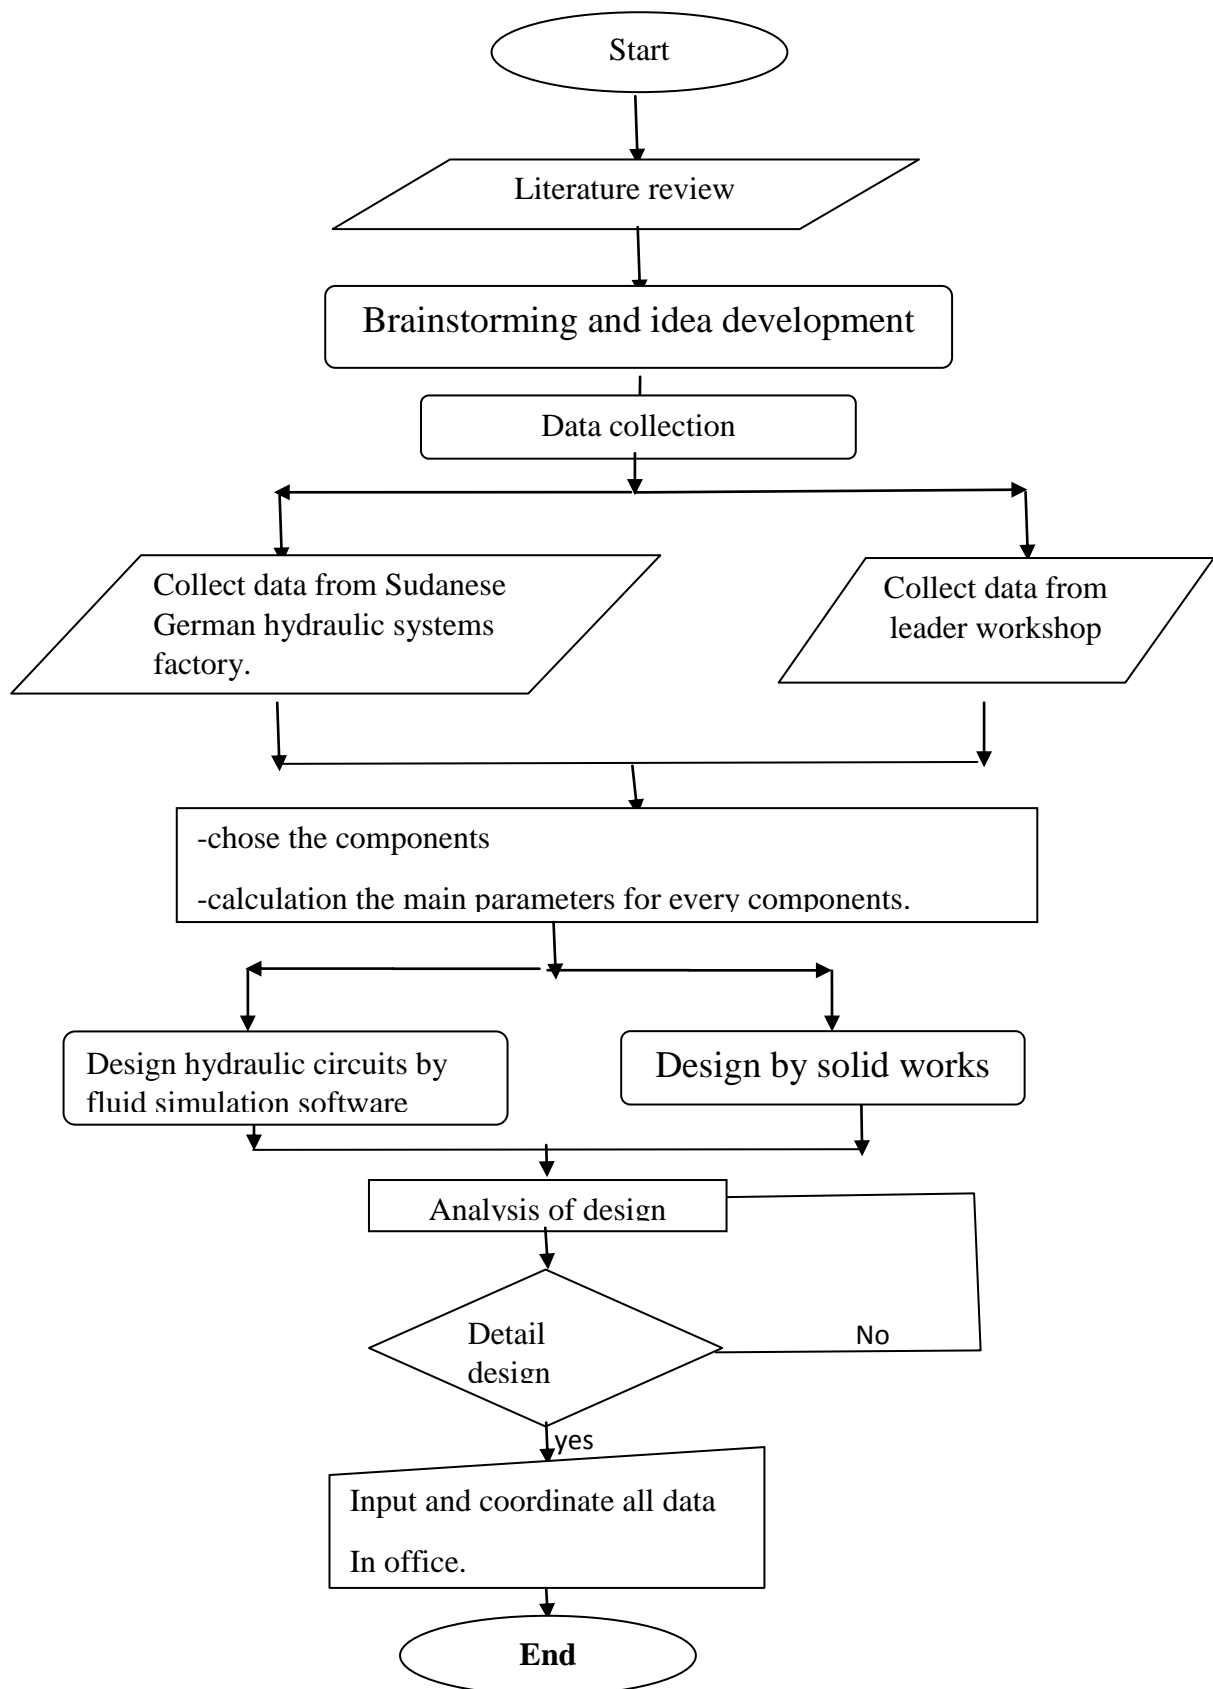 Start
Literature review
Brainstorming and idea development
Data collection
Collect data from Sudanese
German hydraulic systems
factory.
Collect data from
leader workshop
-chose the components
-calculation the main parameters for every components.
Design hydraulic circuits by
fluid simulation software
Design by solid works
Analysis of design
Detail
design
No
yes
Input and coordinate all data
In office.
End